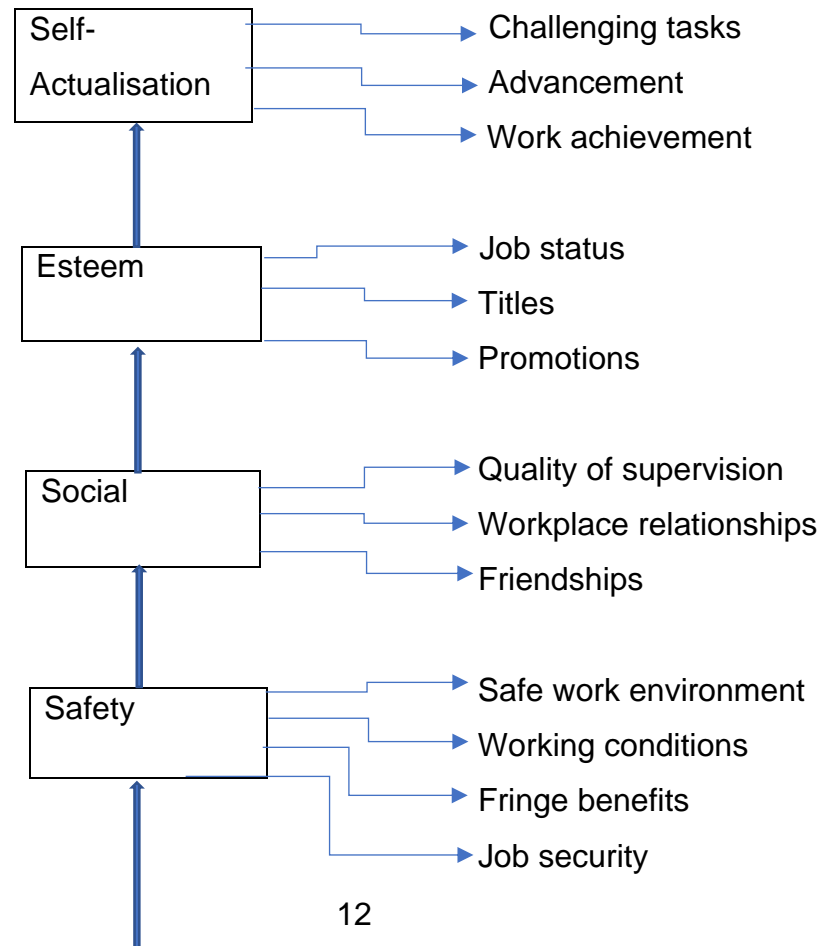 Self-
Actualisation
Challenging tasks
Advancement
Work achievement
Esteem
Job status
Titles
Promotions
Social
Quality of supervision
Workplace relationships
Friendships
Safety
Safe work environment
Working conditions
Fringe benefits
Job security
12